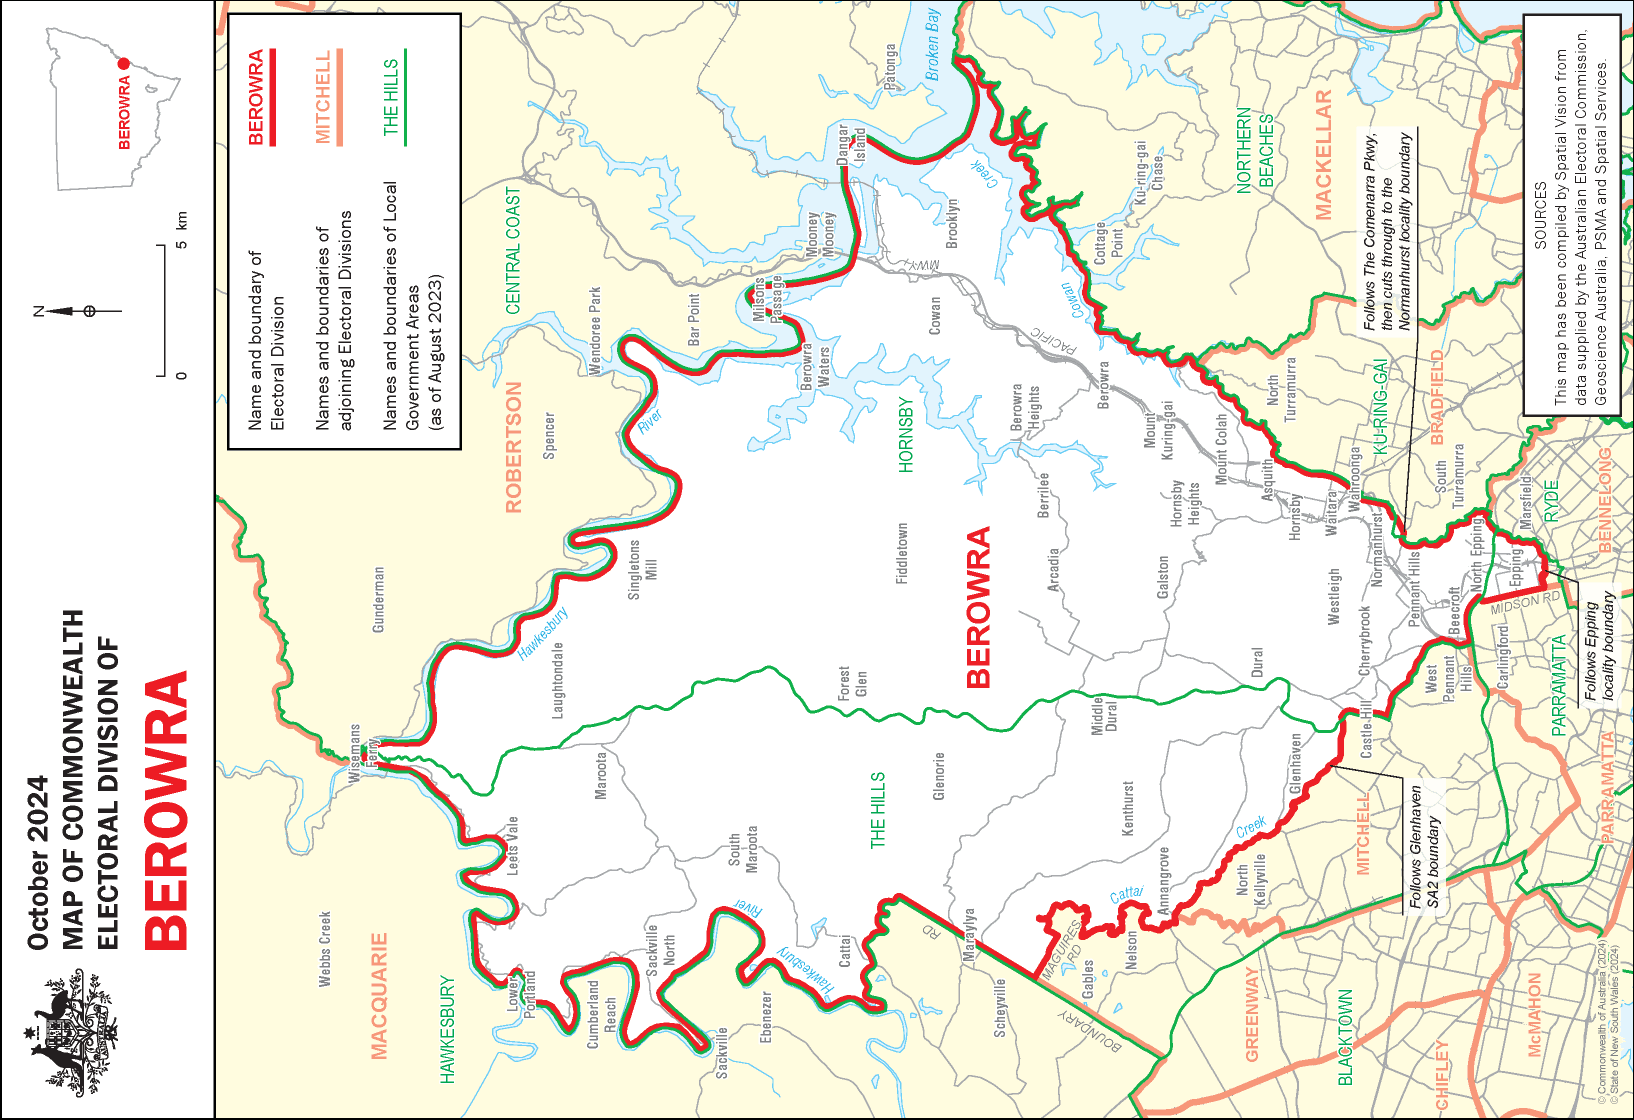 October 2024
MAP OF COMMONWEALTH
ELECTORAL DIVISION OF
BEROWRA
N
0
5 km
BEROWRA
Name and boundary of
Electoral Division
BEROWRA
Names and boundaries of
adjoining Electoral Divisions
MITCHELL
Names and boundaries of Local
Government Areas
(as of August 2023)
THE HILLS
Gunderman
Wisemans
Ferry
Webbs Creek
MACQUARIE
HAWKESBURY
Leets Vale
Laughtondale
Hawkesbury
Singletons
Mill
Spencer
ROBERTSON
CENTRAL COAST
Wendoree Park
River
Bar Point
Milsons
Passage
Mooney
Mooney
Dangar
Island
Patonga
Broken Bay
Brooklyn
Creek
Cowan
Cowan
MWY
PACIFIC
Berowra
Waters
Berowra
Heights
Berowra
Cottage
Point
Ku-ring-gai
Chase
NORTHERN
BEACHES
MACKELLAR
Lower
Portland
Cumberland
Reach
Sackville
North
Sackville
Ebenezer
Hawkesbury
River
Cattai
Maroota
South
Maroota
Forest
Glen
THE HILLS
Glenorie
Fiddletown
HORNSBY
BEROWRA
Berrilee
Arcadia
Galston
Mount
Kuring-gai
Mount Colah
Hornsby
Heights
Asquith
Hornsby
Waitara
Wahroonga
Normanhurst
Westleigh
Pennant Hills
Cherrybrook
Dural
Middle
Dural
Kenthurst
Glenhaven
Castle Hill
West
Pennant
Hills
Beecroft
North Epping
Epping
MIDSON RD
Carlingford
Marsfield
South
Turramurra
North
Turramurra
KU-RING-GAI
BRADFIELD
RYDE
BENNELONG
PARRAMATTA
PARRAMATTA
Maraylya
RD
BOUNDARY
Scheyville
MAGUIRES
RD
Gables
Nelson
Cattai
Creek
Annangrove
North
Kellyville
MITCHELL
GREENWAY
BLACKTOWN
CHIFLEY
McMAHON
Follows The Comenarra Pkwy,
then cuts through to the
Normanhurst locality boundary
Follows Epping
locality boundary
Follows Glenhaven
SA2 boundary
SOURCES
This map has been compiled by Spatial Vision from
data supplied by the Australian Electoral Commission,
Geoscience Australia, PSMA and Spatial Services.
© Commonwealth of Australia (2024)
© State of New South Wales (2024)